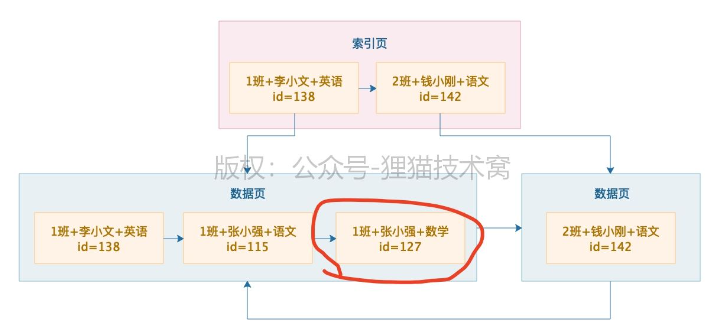 索引页
1班+李小文+英语
id=138
2班+钱小刚+语文
id=142
版权：公众号-狸猫技术窝
数据页
1班+李小文+英语
id=138
1班+张小强+语文
id=115
1班+张小强+数学
id=127
数据页
2班+钱小刚+语文
id=142